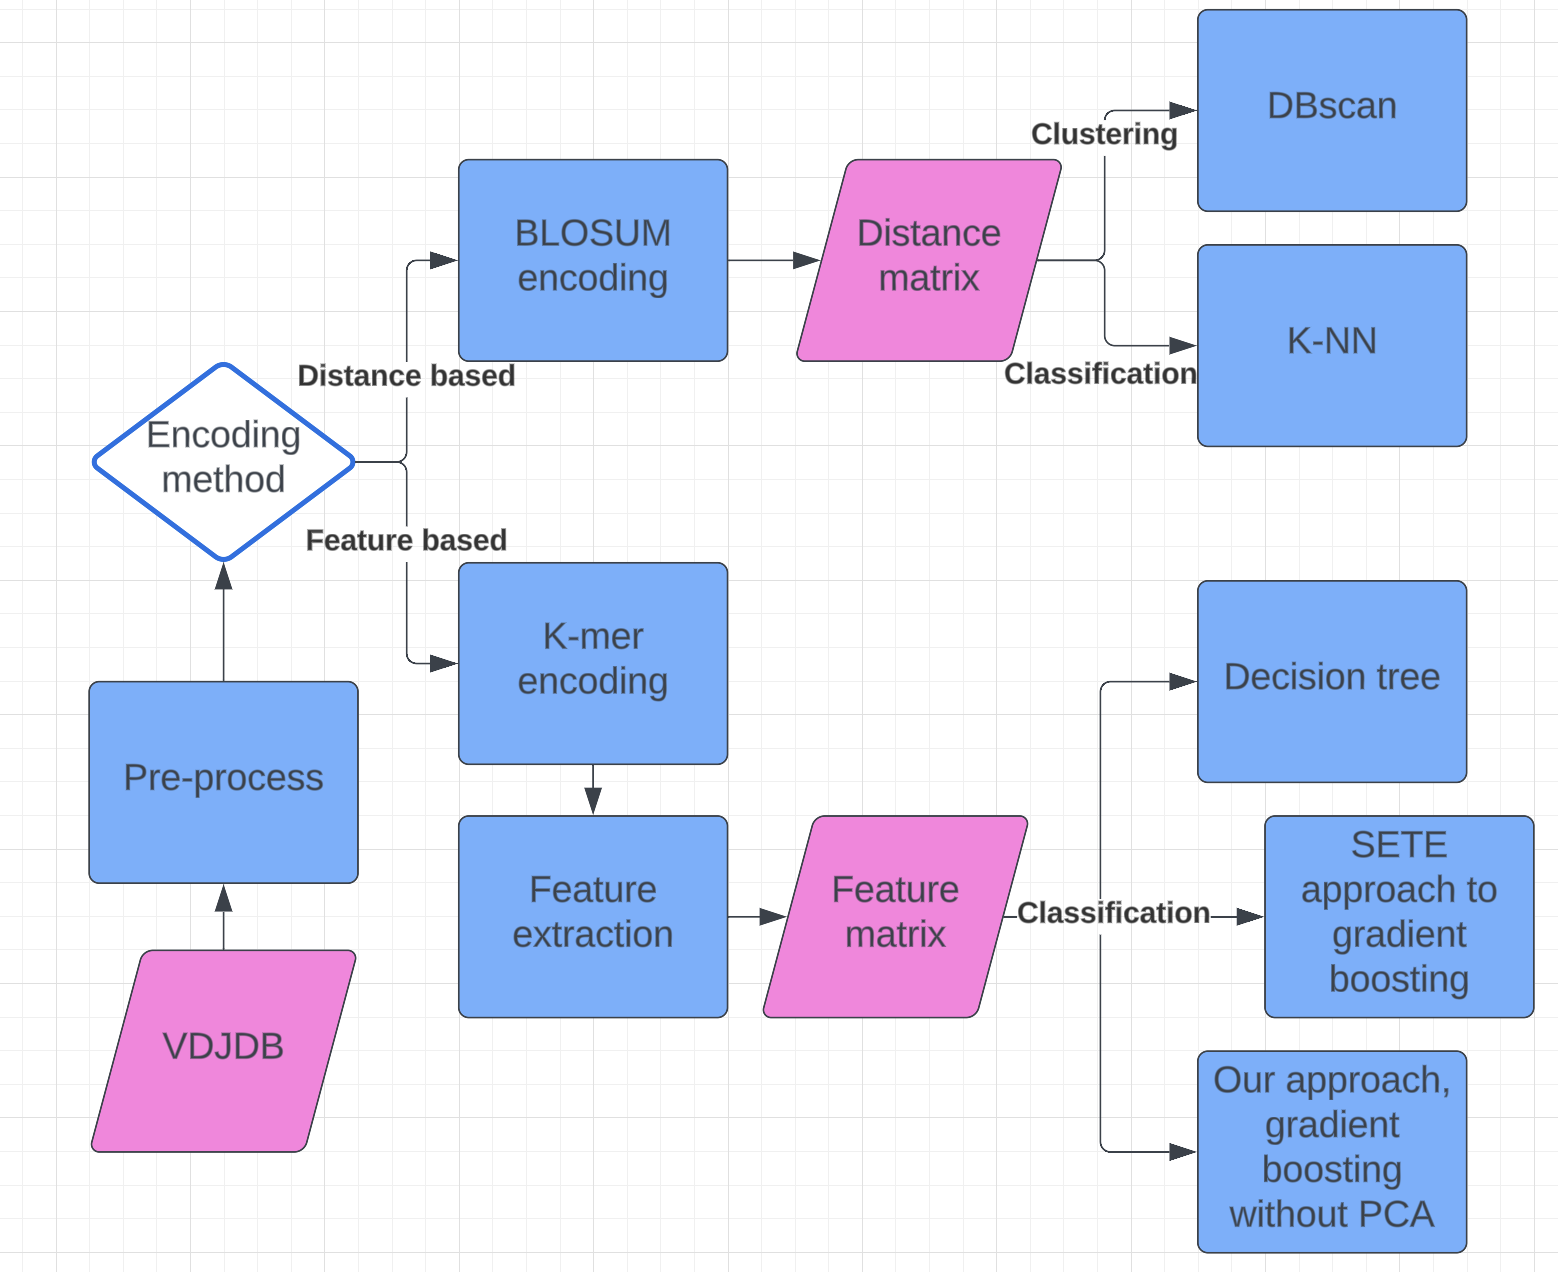 DBscan
Clustering
BLOSUM
encoding
Distance
matrix
K-NN
Distance based
Classification
Encoding
method
Feature based
K-mer
encoding
Decision tree
Pre-process
Feature
extraction
Feature
matrix
Classification
SETE
approach to
gradient
boosting
VDJDB
Our approach,
gradient
boosting
without PCA